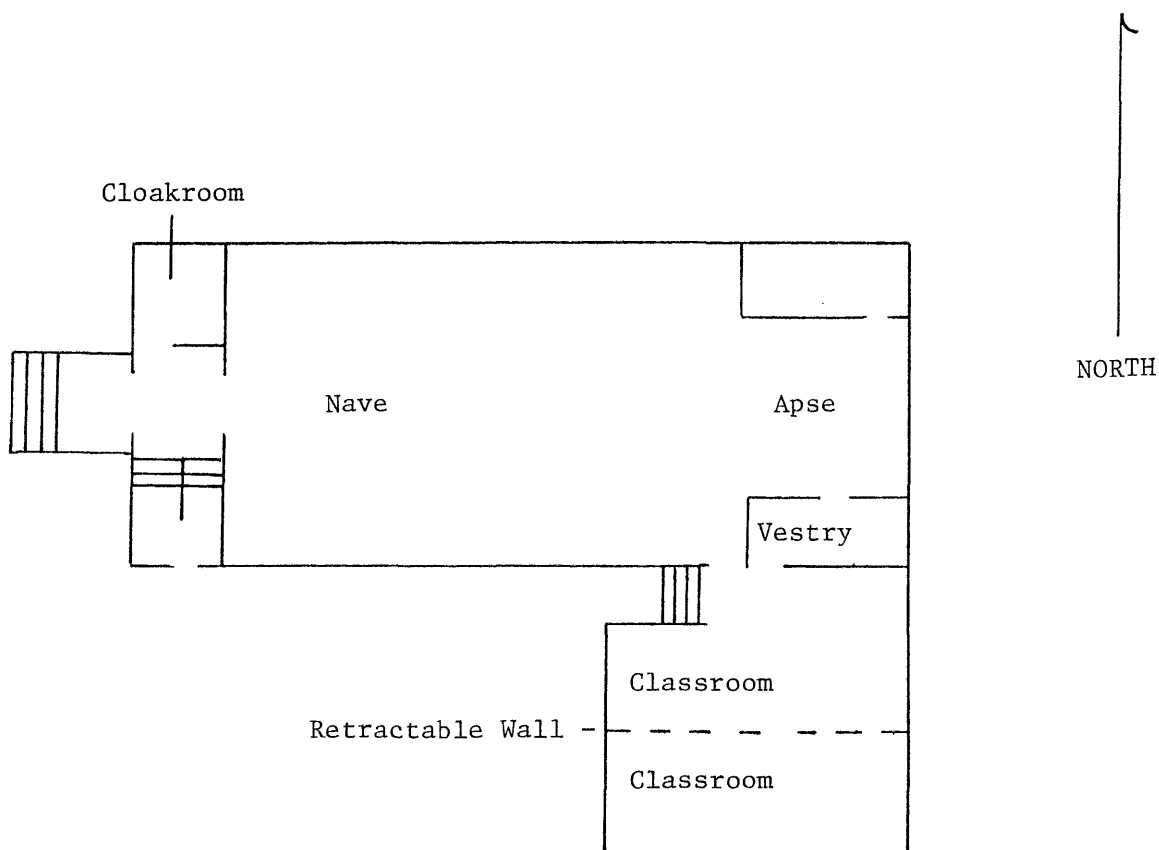 Cloakroom
NORTH
Nave
Apse
Vestry
Classroom
Retractable Wall -
Classroom